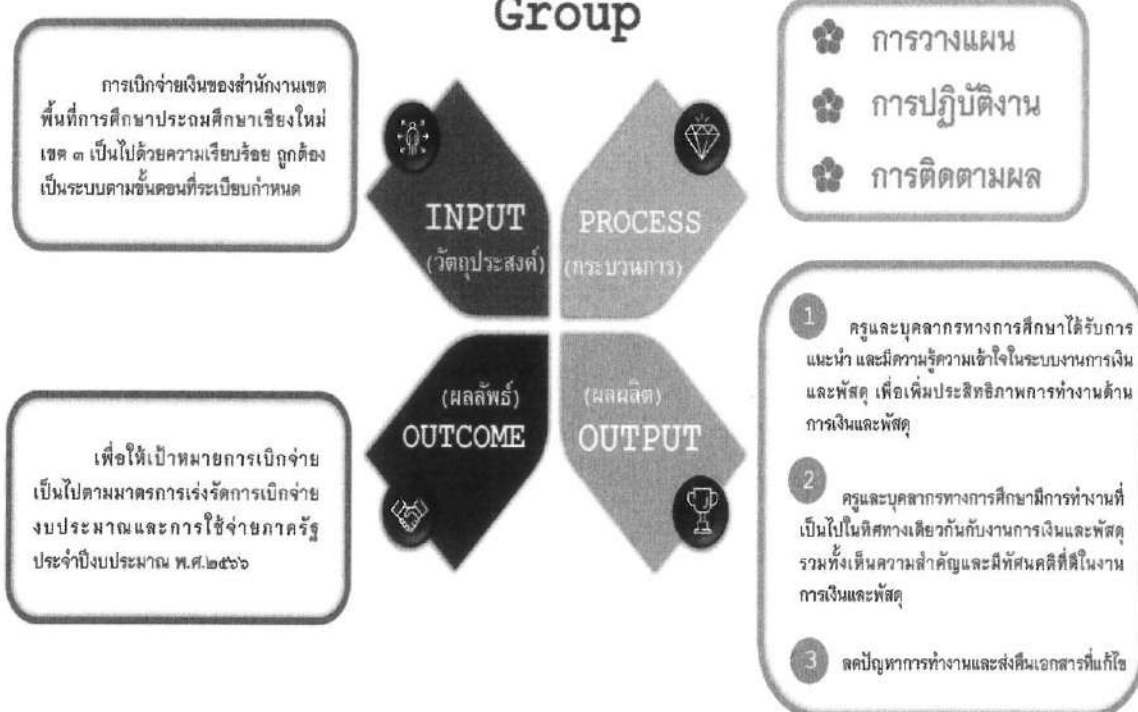 Group
การเบิกจ่ายเงินของสำนักงานเขต
พื้นที่การศึกษาประถมศึกษาเชียงใหม่
เขต ๓ เป็นไปด้วยความเรียบร้อย ถูกต้อง
เป็นระบบตามขั้นตอนที่ระเบียบกำหนด
INPUT
(วัตถุประสงค์)
PROCESS
(กระบวนการ)
การวางแผน
การปฏิบัติงาน
การติดตามผล
เพื่อให้เป้าหมายการเบิกจ่าย
เป็นไปตามมาตรการเร่งรัดการเบิกจ่าย
งบประมาณและการใช้จ่ายภาครัฐ
ประจำปีงบประมาณ พ.ศ.๒๕๖๖
(ผลลัพธ์)
OUTCOME
(ผลผลิต)
OUTPUT
1 ครูและบุคลากรทางการศึกษาได้รับการ
แนะนำ และมีความรู้ความเข้าใจในระบบงานการเงิน
และพัสดุ เพื่อเพิ่มประสิทธิภาพการทำงานด้าน
การเงินและพัสดุ
2 ครูและบุคลากรทางการศึกษามีการทำงานที่
เป็นไปในทิศทางเดียวกันกับงานการเงินและพัสดุ
รวมทั้งเห็นความสำคัญและมีทัศนคติที่ดีในงาน
การเงินและพัสดุ
3 ลดปัญหาการทำงานและส่งคืนเอกสารที่แก้ไข